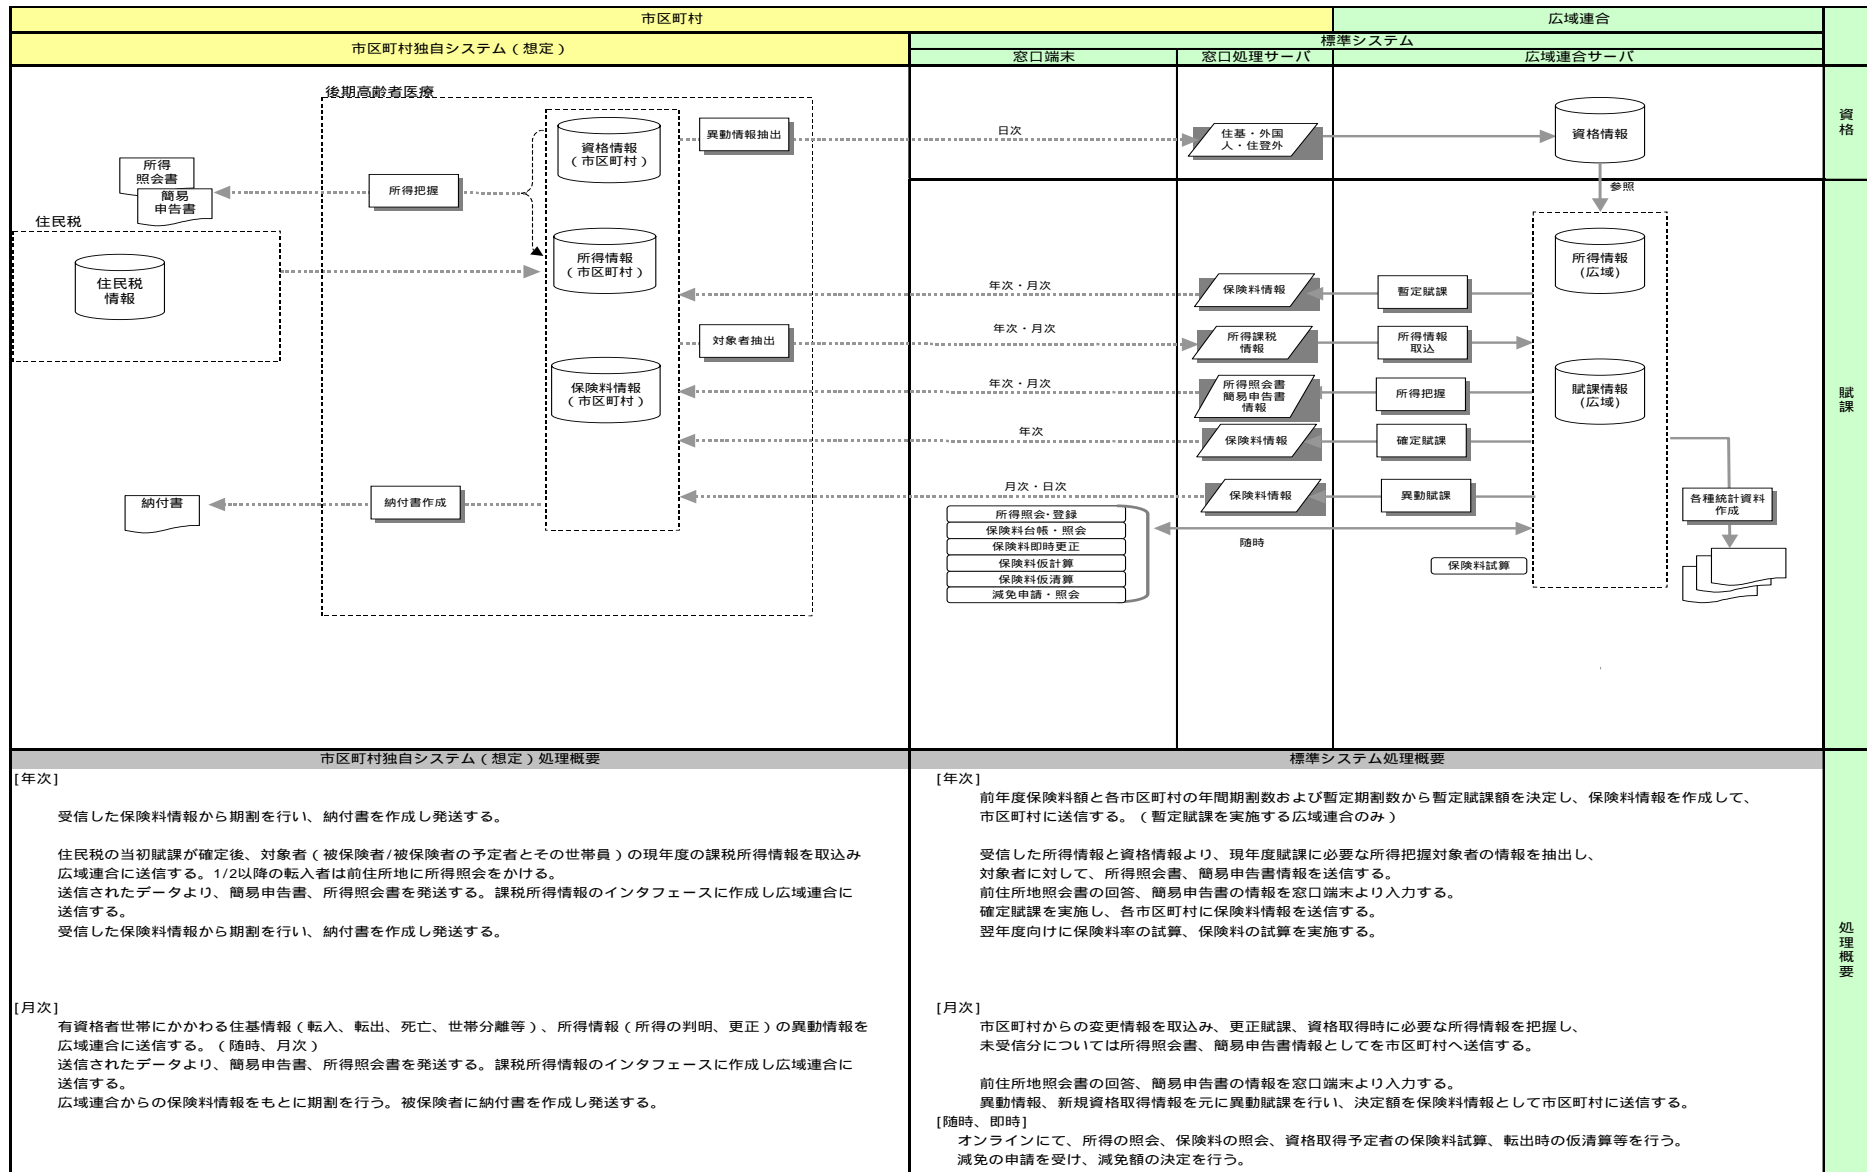 市区町村
広域連合
市区町村独自システム（想定）
標準システム
窓口端末
窓口処理サーバ
広域連合サーバ
資格
後期高齢者医療
資格情報
（市区町村）
異動情報抽出
日次
住基・外国
人・住登外
資格情報
参照
所得
照会書
簡易
申告書
所得把握
住民税
住民税
情報
所得情報
（市区町村）
所得情報
(広域)
賦課
年次・月次
保険料情報
暫定賦課
対象者抽出
年次・月次
所得課税
情報
所得情報
取込
保険料情報
（市区町村）
年次・月次
所得照会書
簡易申告書
情報
所得把握
賦課情報
(広域)
年次
保険料情報
確定賦課
納付書
納付書作成
月次・日次
保険料情報
異動賦課
各種統計資料
作成
所得照会・登録
保険料台帳・照会
保険料即時更正
保険料仮計算
保険料仮清算
減免申請・照会
随時
保険料試算
市区町村独自システム（想定）処理概要
[年次]
受信した保険料情報から期割を行い、納付書を作成し発送する。
住民税の当初賦課が確定後、対象者（被保険者/被保険者の予定者とその世帯員）の現年度の課税所得情報を取込み
広域連合に送信する。1/2以降の転入者は前住所地に所得照会をかける。
送信されたデータより、簡易申告書、所得照会書を発送する。課税所得情報のインタフェースに作成し広域連合に
送信する。
受信した保険料情報から期割を行い、納付書を作成し発送する。
[月次]
有資格者世帯にかかわる住基情報（転入、転出、死亡、世帯分離等）、所得情報（所得の判明、更正）の異動情報を
広域連合に送信する。（随時、月次）
送信されたデータより、簡易申告書、所得照会書を発送する。課税所得情報のインタフェースに作成し広域連合に
送信する。
広域連合からの保険料情報をもとに期割を行う。被保険者に納付書を作成し発送する。
標準システム処理概要
[年次]
前年度保険料額と各市区町村の年間期割数および暫定期割数から暫定賦課額を決定し、保険料情報を作成して、
市区町村に送信する。（暫定賦課を実施する広域連合のみ）
受信した所得情報と資格情報より、現年度賦課に必要な所得把握対象者の情報を抽出し、
対象者に対して、所得照会書、簡易申告書情報を送信する。
前住所地照会書の回答、簡易申告書の情報を窓口端末より入力する。
確定賦課を実施し、各市区町村に保険料情報を送信する。
翌年度向けに保険料率の試算、保険料の試算を実施する。
[月次]
市区町村からの変更情報を取込み、更正賦課、資格取得時に必要な所得情報を把握し、
未受信分については所得照会書、簡易申告書情報としてを市区町村へ送信する。
前住所地照会書の回答、簡易申告書の情報を窓口端末より入力する。
異動情報、新規資格取得情報を元に異動賦課を行い、決定額を保険料情報として市区町村に送信する。
[随時、即時]
オンラインにて、所得の照会、保険料の照会、資格取得予定者の保険料試算、転出時の仮清算等を行う。
減免の申請を受け、減免額の決定を行う。
処理概要